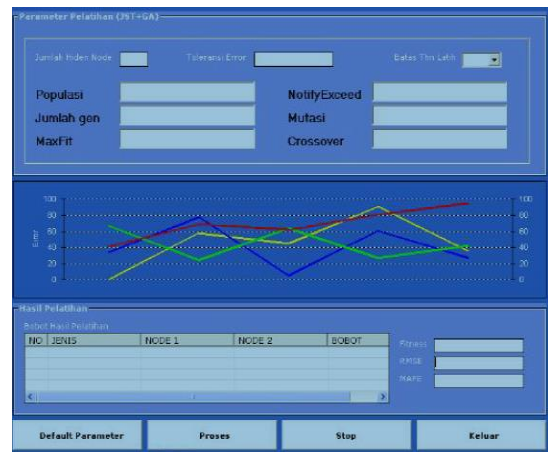 Parameter Pelatihan (JST+GA)
Jumlah Hiden Node Toleransi Error Batas Thn Latih
Populasi NotifyExceed
Jumlah gen Mutasi
MaxFit Crossover
100 100
80 80
60 60
40 40
20 20
0 0
Error
Hasil Pelatihan
Bobot Hasil Pelatihan
NO JENIS NODE 1 NODE 2 BOBOT
Fitness
RMSE
MAPE
Default Parameter Proses Stop Keluar